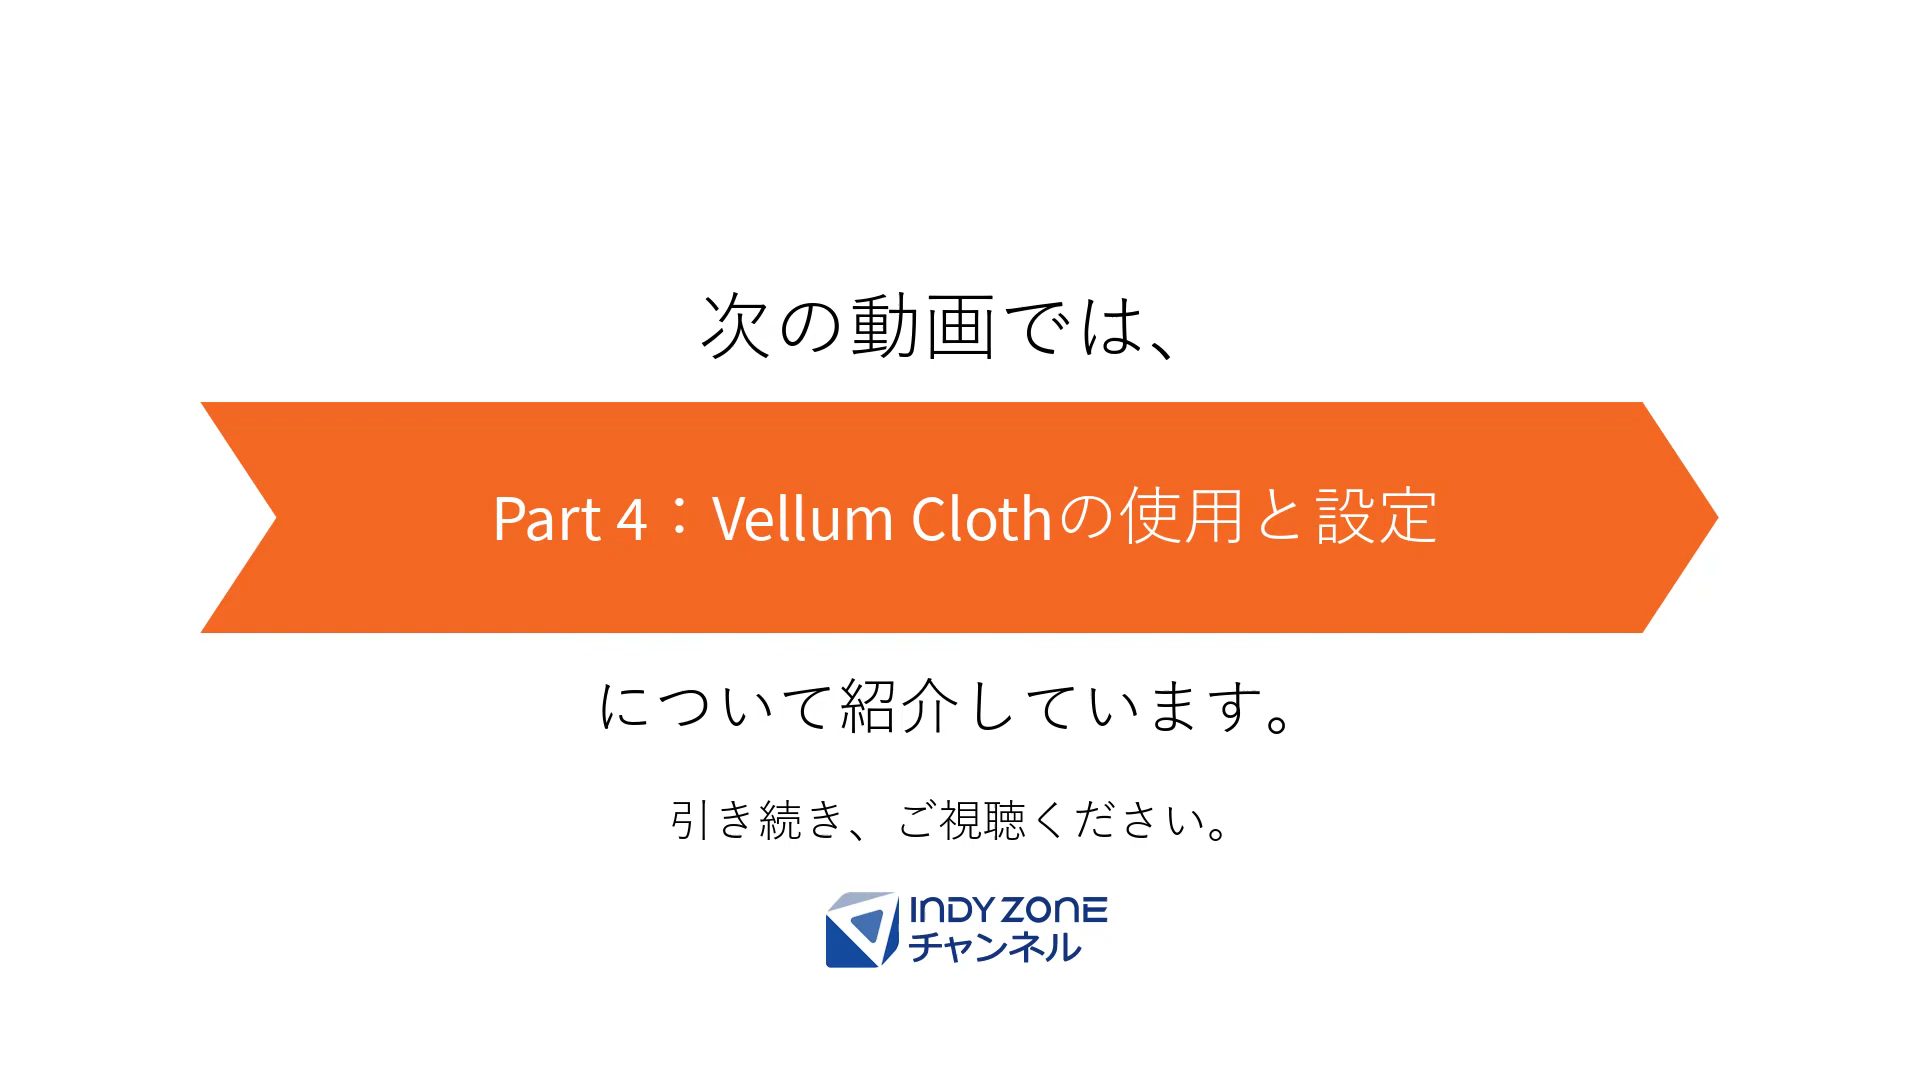 次の動画では、
Part 4：Vellum Clothの使用と設定
について紹介しています。
引き続き、ご視聴ください。
INDYZONE
チャンネル